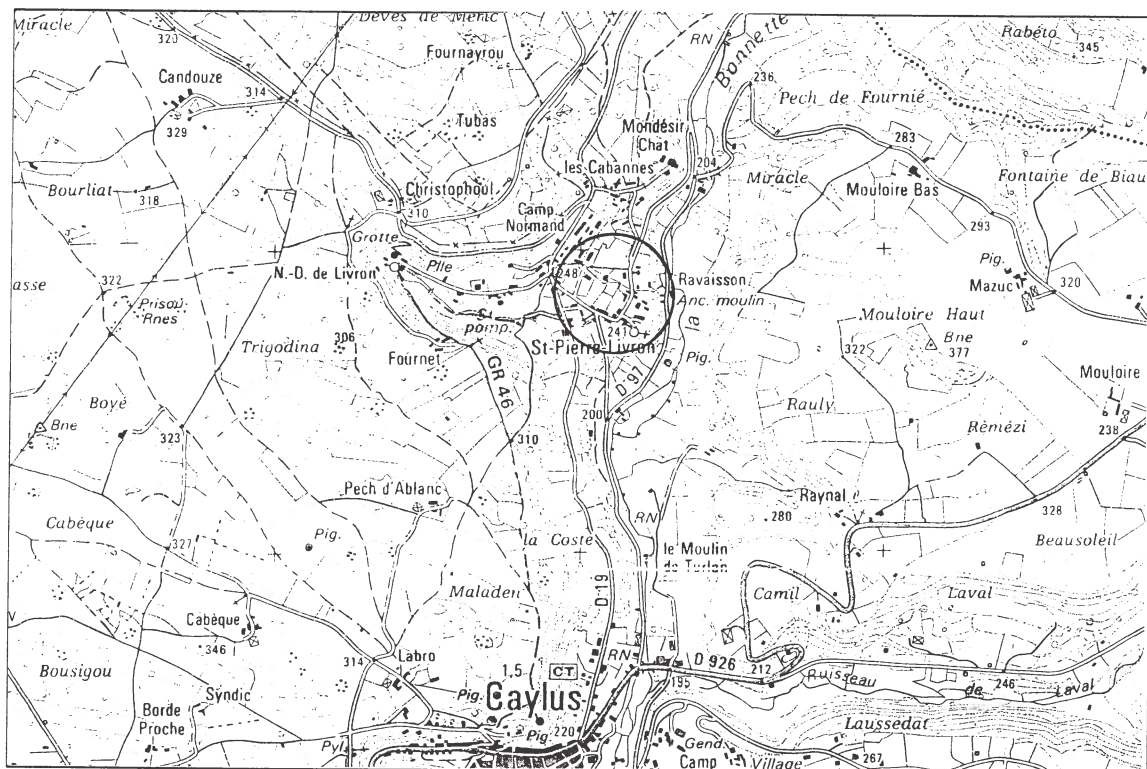 Miracle
320
Devès de Méric
Fournayrou
RN
Bonnette
Rabéto
345
Candouze
314
329
Tubas
236
Pech de Fournié
Mondésir
Chat
283
les Cabannes
204
Bourliat
318
Christophoul
310
Miracle
Mouloire Bas
Fontaine de Biau
Camp
Normand
293
Grotte
N.-D. de Livron
Plle
248
Ravaisson
Anc. moulin
Pig.
Mazuc
320
asse
322
Prisou
Rnes
306
St
pomp.
241
la
Mouloire Haut
Bne
377
322
Trigodina
Fournet
St-Pierre-Livron
Pig.
GR 46
D 97
Mouloire
Boyé
Bne
323
310
200
Rauly
Rèmézi
238
Pech d'Ablanc
RN
Raynal
280
328
Cabèque
327
Pig.
la Coste
Beausoleil
le Moulin
de Turlan
Maladen
D 19
Camil
Laval
Cabèque
346
Bousigou
314
Labro
1,5
CT
RN
D 926
212
195
Ruisseau
de
246
Laval
Syndic
Pig.
Caylus
Borde
Proche
Pyl.
Pig.
220
Gend.
Camp
Village
Laussedat
267